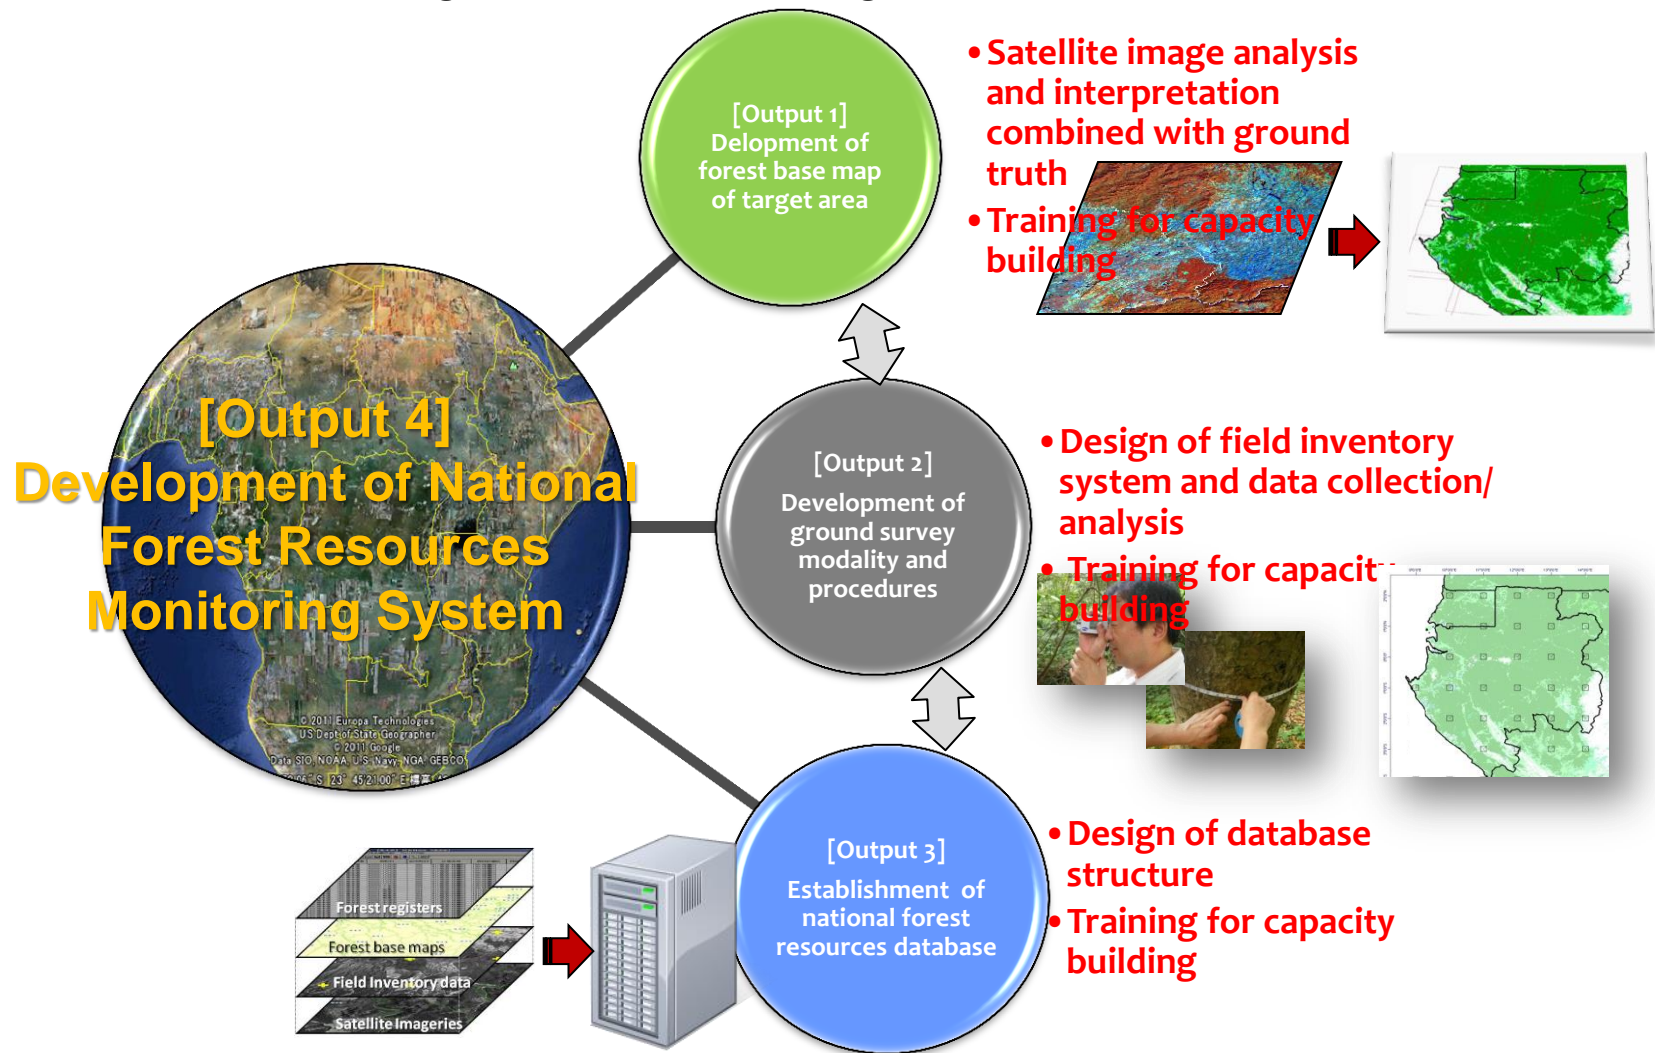 [Output 1]
Delopment of
forest base map
of target area
•Satellite image analysis
and interpretation
combined with ground
truth
•Training for capacity
building
[Output 4]
Development of National
Forest Resources
Monitoring System
© 2011 Europa Technologies
US Dept of State Geographer
© 2011 Google
Data SIO, NOAA, U.S. Navy, NGA, GEBCO
[Output 2]
Development of
ground survey
modality and
procedures
•Design of field inventory
system and data collection/
analysis
• Training for capacity
building
[Output 3]
Establishment of
national forest
resources database
•Design of database
structure
•Training for capacity
building
Forest registers
Forest base maps
Field Inventory data
Satellite Imageries